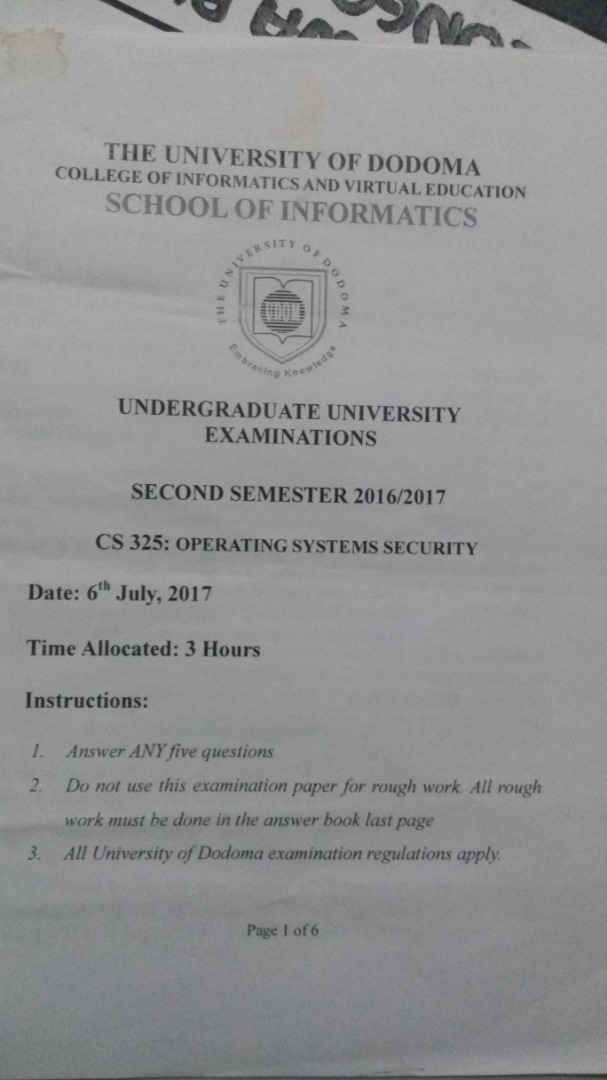 THE UNIVERSITY OF DODOMA
COLLEGE OF INFORMATICS AND VIRTUAL EDUCATION
SCHOOL OF INFORMATICS
THE UNIVERSITY OF DODOMA
Embracing Knowledge
UNDERGRADUATE UNIVERSITY
EXAMINATIONS
SECOND SEMESTER 2016/2017
CS 325: OPERATING SYSTEMS SECURITY
Date: 6th July, 2017
Time Allocated: 3 Hours
Instructions:
1. Answer ANY five questions
2. Do not use this examination paper for rough work. All rough
work must be done in the answer book last page
3. All University of Dodoma examination regulations apply.
Page 1 of 6